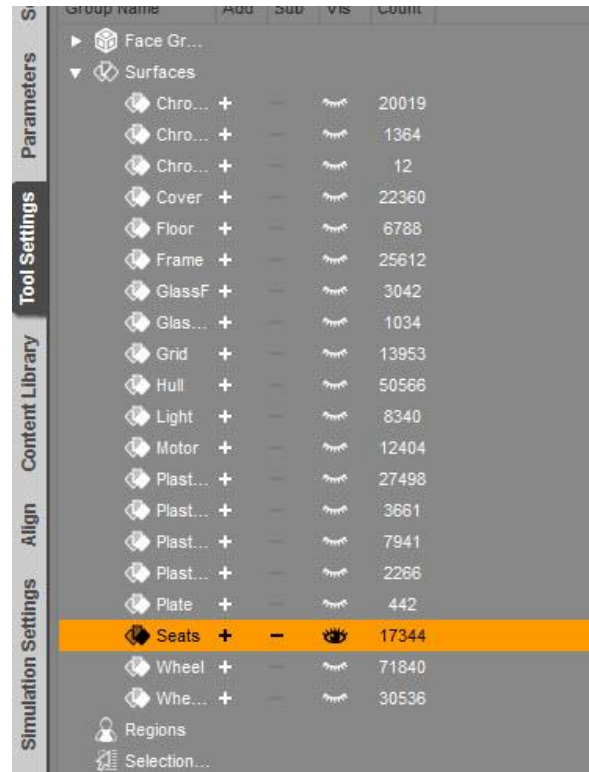 Group Name Add Sub Vis Count
Face Gr...
Surfaces
Chro... + − 20019
Chro... + − 1364
Chro... + − 12
Cover + − 22360
Floor + − 6788
Frame + − 25612
GlassF + − 3042
Glas... + − 1034
Grid + − 13953
Hull + − 50566
Light + − 8340
Motor + − 12404
Plast... + − 27498
Plast... + − 3661
Plast... + − 7941
Plast... + − 2266
Plate + − 442
Seats + − 17344
Wheel + − 71840
Whe... + − 30536
Regions
Selection...
Parameters
Tool Settings
Content Library
Align
Simulation Settings